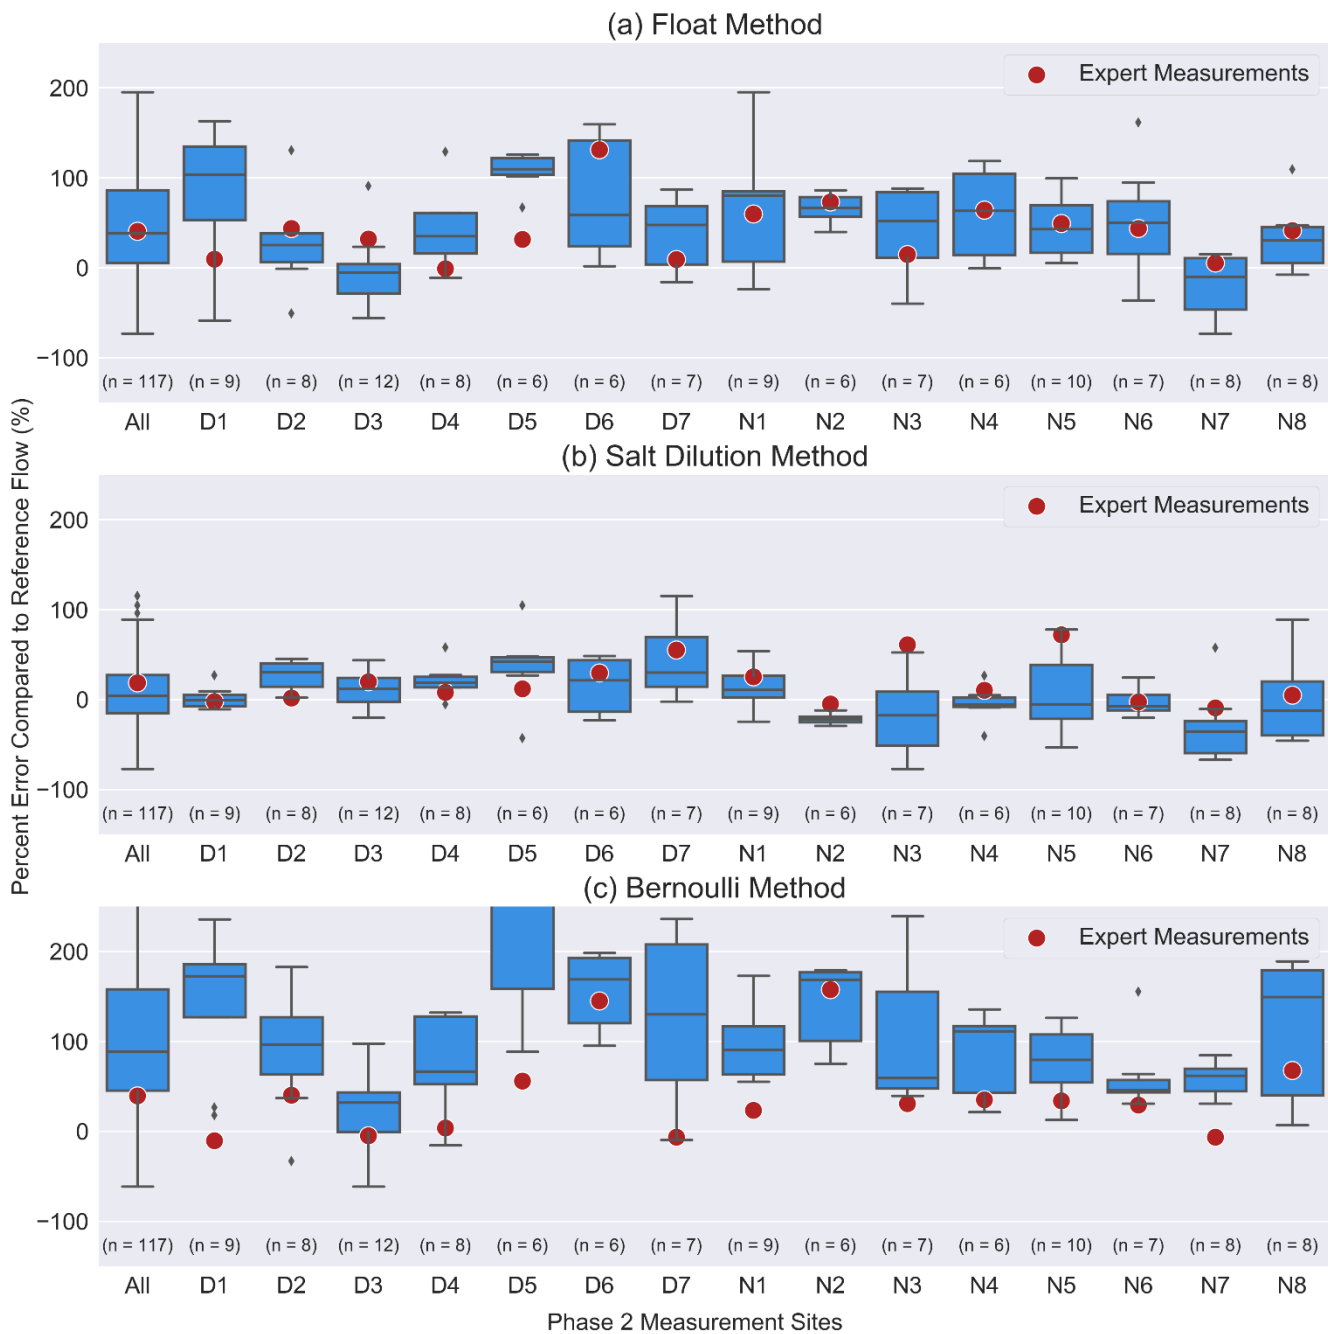 (a) Float Method
Expert Measurements
200
100
0
−100
(n = 117) (n = 9) (n = 8) (n = 12) (n = 8) (n = 6) (n = 6) (n = 7) (n = 9) (n = 6) (n = 7) (n = 6) (n = 10) (n = 7) (n = 8) (n = 8)
All D1 D2 D3 D4 D5 D6 D7 N1 N2 N3 N4 N5 N6 N7 N8
Percent Error Compared to Reference Flow (%)
(b) Salt Dilution Method
Expert Measurements
200
100
0
−100
(n = 117) (n = 9) (n = 8) (n = 12) (n = 8) (n = 6) (n = 6) (n = 7) (n = 9) (n = 6) (n = 7) (n = 6) (n = 10) (n = 7) (n = 8) (n = 8)
All D1 D2 D3 D4 D5 D6 D7 N1 N2 N3 N4 N5 N6 N7 N8
(c) Bernoulli Method
Expert Measurements
200
100
0
−100
(n = 117) (n = 9) (n = 8) (n = 12) (n = 8) (n = 6) (n = 6) (n = 7) (n = 9) (n = 6) (n = 7) (n = 6) (n = 10) (n = 7) (n = 8) (n = 8)
All D1 D2 D3 D4 D5 D6 D7 N1 N2 N3 N4 N5 N6 N7 N8
Phase 2 Measurement Sites